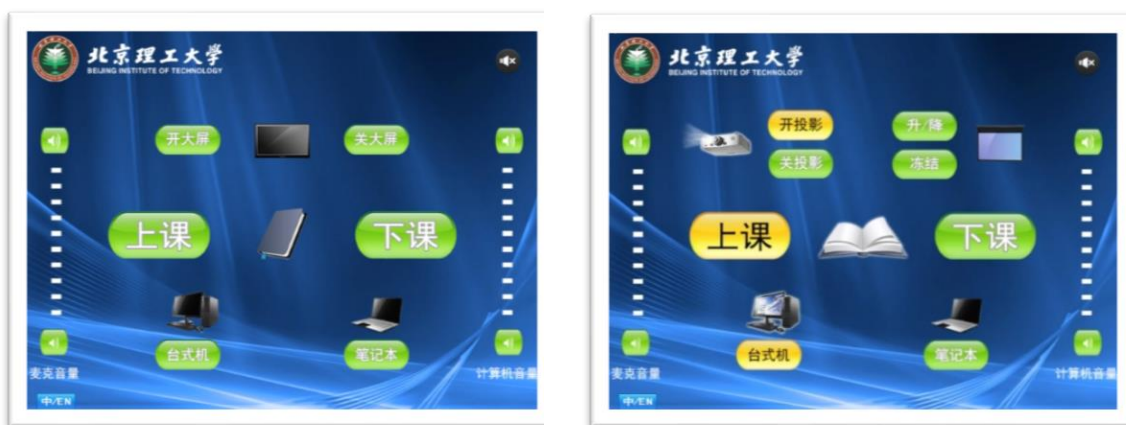 北京理工大学
BEIJING INSTITUTE OF TECHNOLOGY
开大屏
关大屏
上课
下课
台式机
笔记本
麦克音量
计算机音量
中/EN
北京理工大学
BEIJING INSTITUTE OF TECHNOLOGY
开投影
升/降
关投影
冻结
上课
下课
台式机
笔记本
麦克音量
计算机音量
中/EN